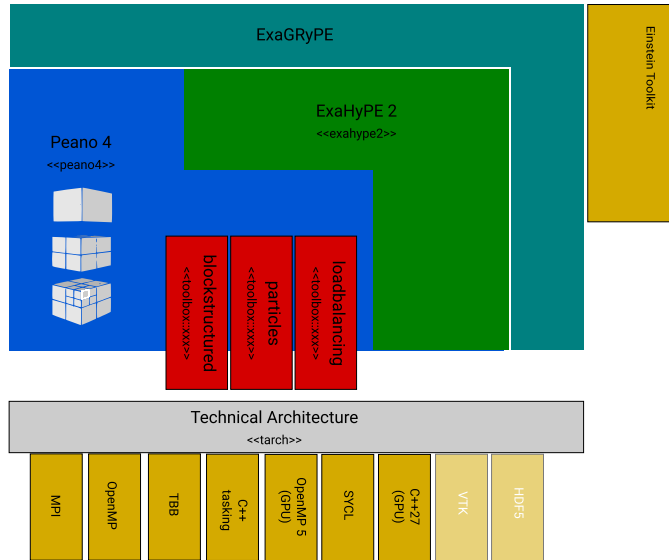 ExaGRyPE
Einstein Toolkit
ExaHyPE 2
<<exahype2>>
Peano 4
<<peano4>>
blockstructured
<<toolbox::xxx>>
particles
<<toolbox::xxx>>
loadbalancing
<<toolbox::xxx>>
Technical Architecture
<<tarch>>
MPI
OpenMP
TBB
C++
tasking
OpenMP 5
(GPU)
SYCL
C++27
(GPU)
VTK
HDF5